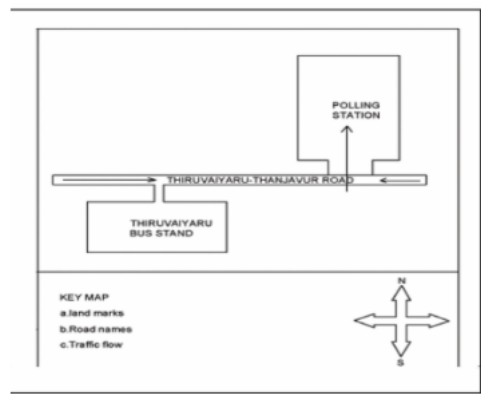 POLLING
STATION
THIRUVAIYARU-THANJAVUR ROAD
THIRUVAIYARU
BUS STAND
KEY MAP
a.land marks
b.Road names
c.Traffic flow
N
S